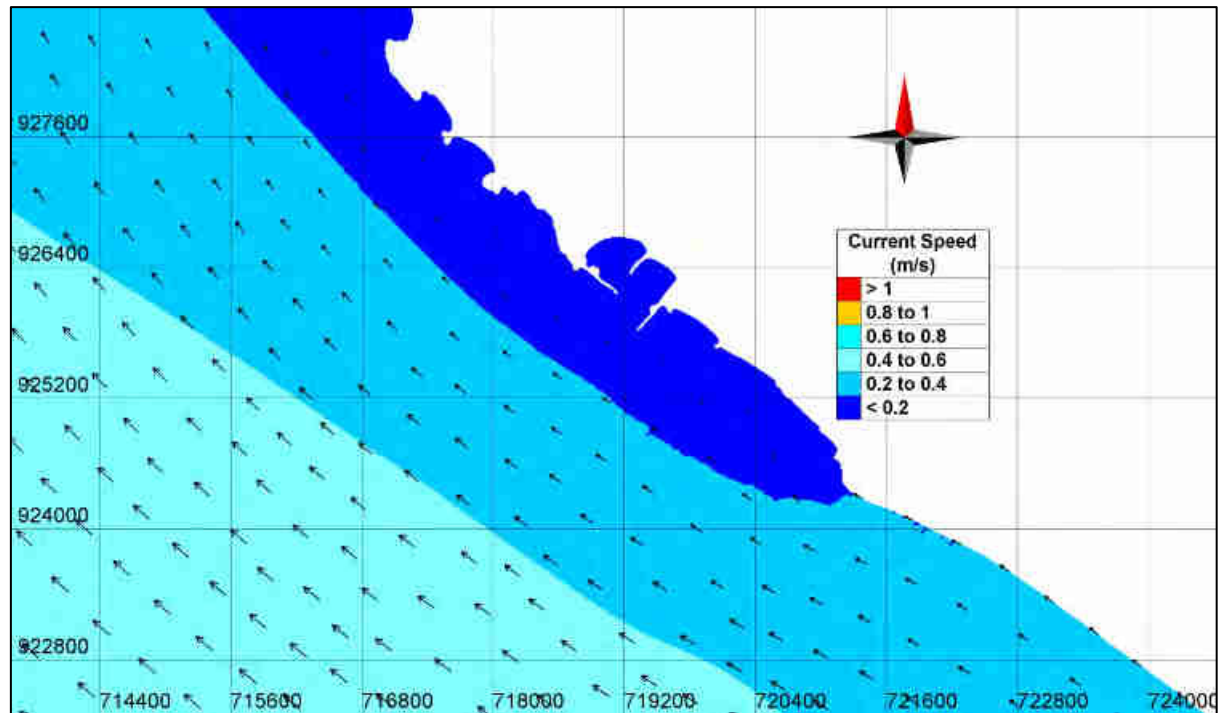 927600
926400
925200
924000
922800
Current Speed
(m/s)
> 1
0.8 to 1
0.6 to 0.8
0.4 to 0.6
0.2 to 0.4
< 0.2
714400 715600 716800 718000 719200 720400 721600 722800 724000